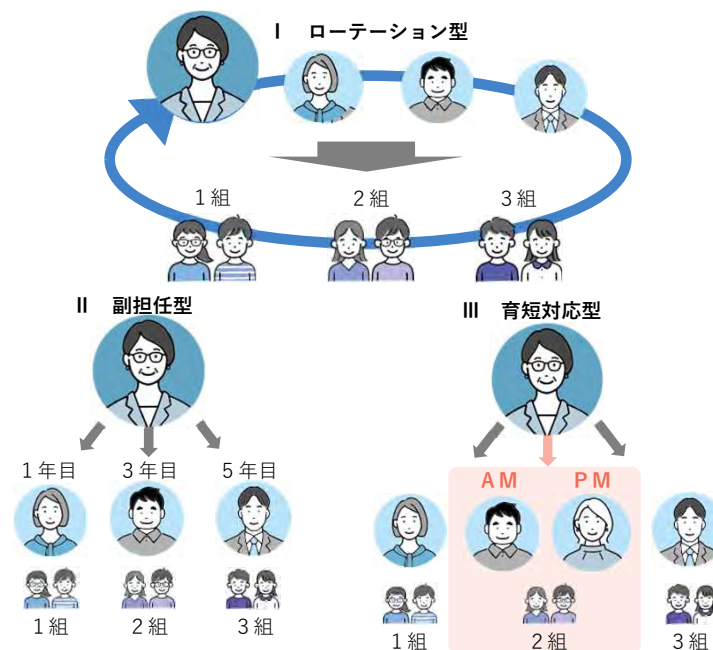 Ⅰ ローテーション型
1組 2組 3組
Ⅱ 副担任型
1年目 3年目 5年目
1組 2組 3組
Ⅲ 育短対応型
AM PM
1組 2組 3組